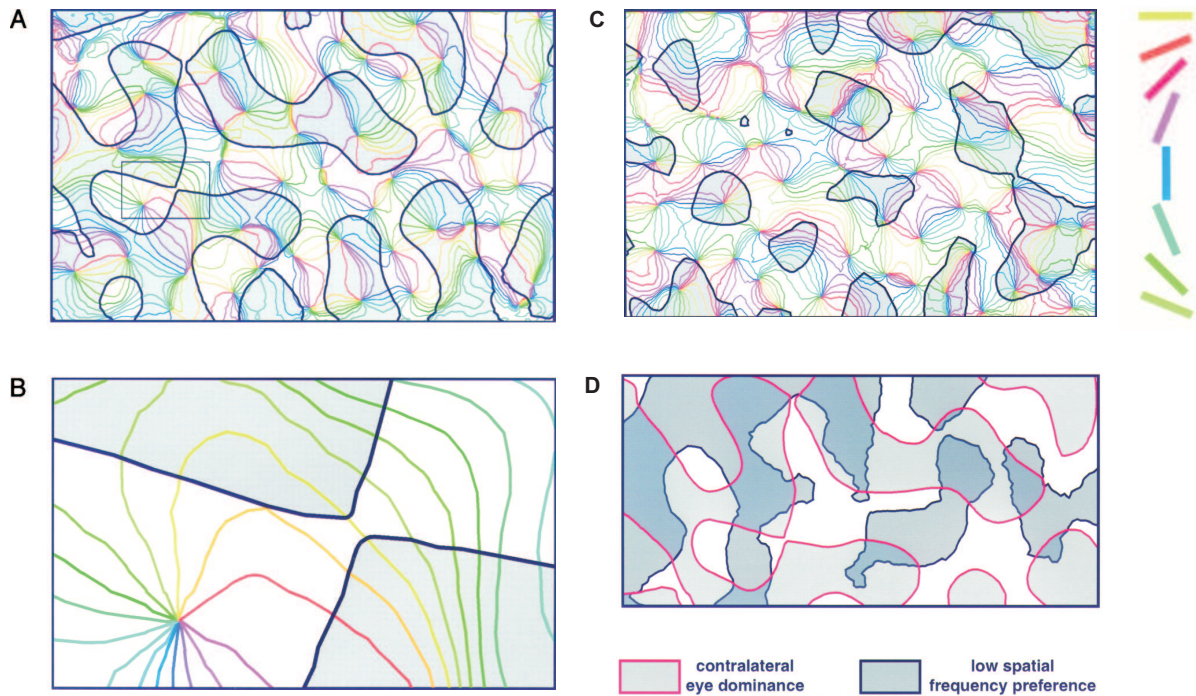 A
C
B
D
contralateral
eye dominance
low spatial
frequency preference